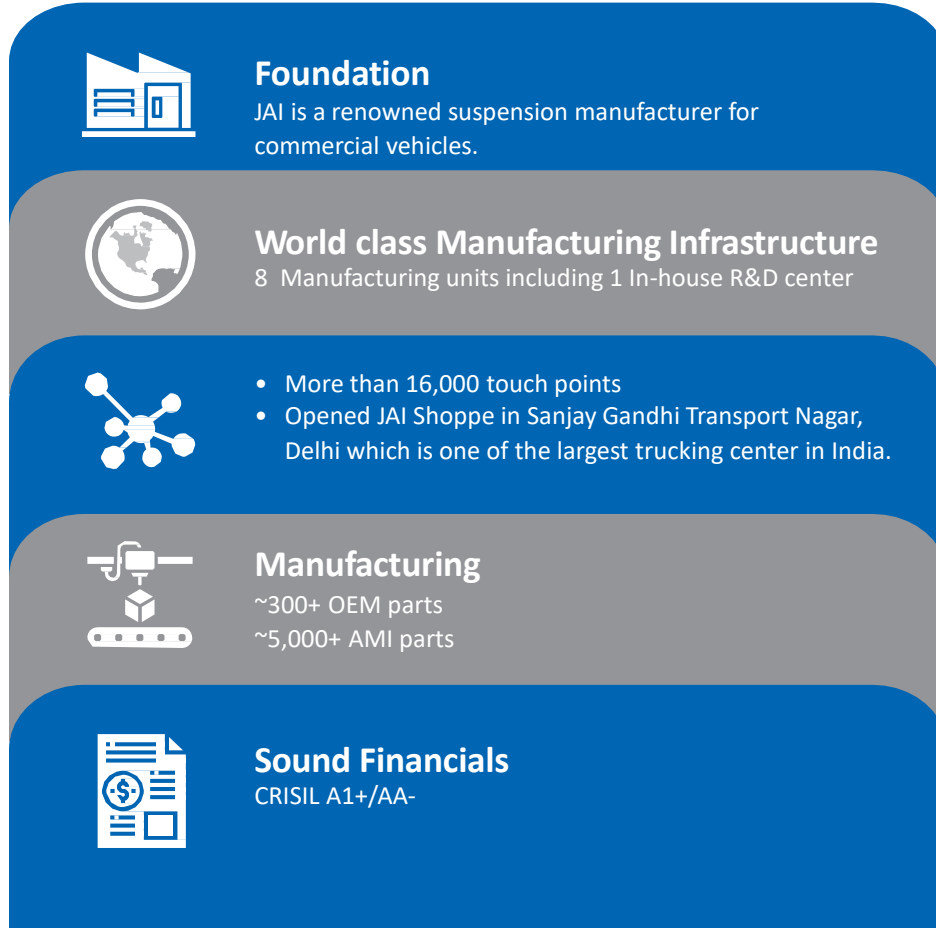 Foundation
JAI is a renowned suspension manufacturer for
commercial vehicles.
World class Manufacturing Infrastructure
8 Manufacturing units including 1 In-house R&D center
• More than 16,000 touch points
• Opened JAI Shoppe in Sanjay Gandhi Transport Nagar,
Delhi which is one of the largest trucking center in India.
Manufacturing
~300+ OEM parts
~5,000+ AMI parts
Sound Financials
CRISIL A1+/AA-